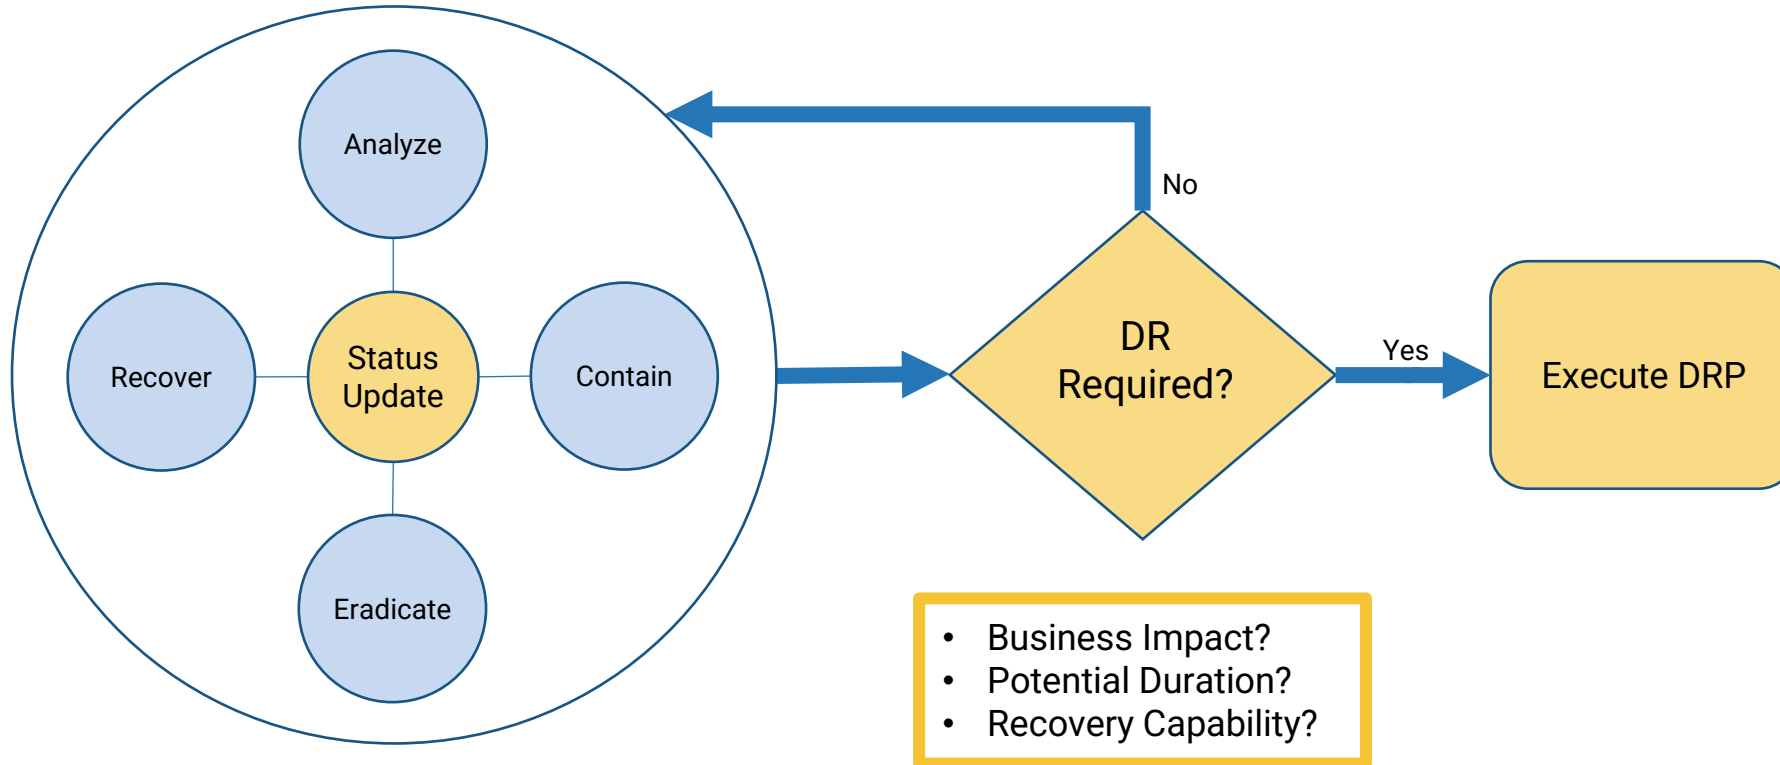 Analyze
Recover
Status
Update
Contain
Eradicate
No
DR
Required?
Yes
Execute DRP
• Business Impact?
• Potential Duration?
• Recovery Capability?